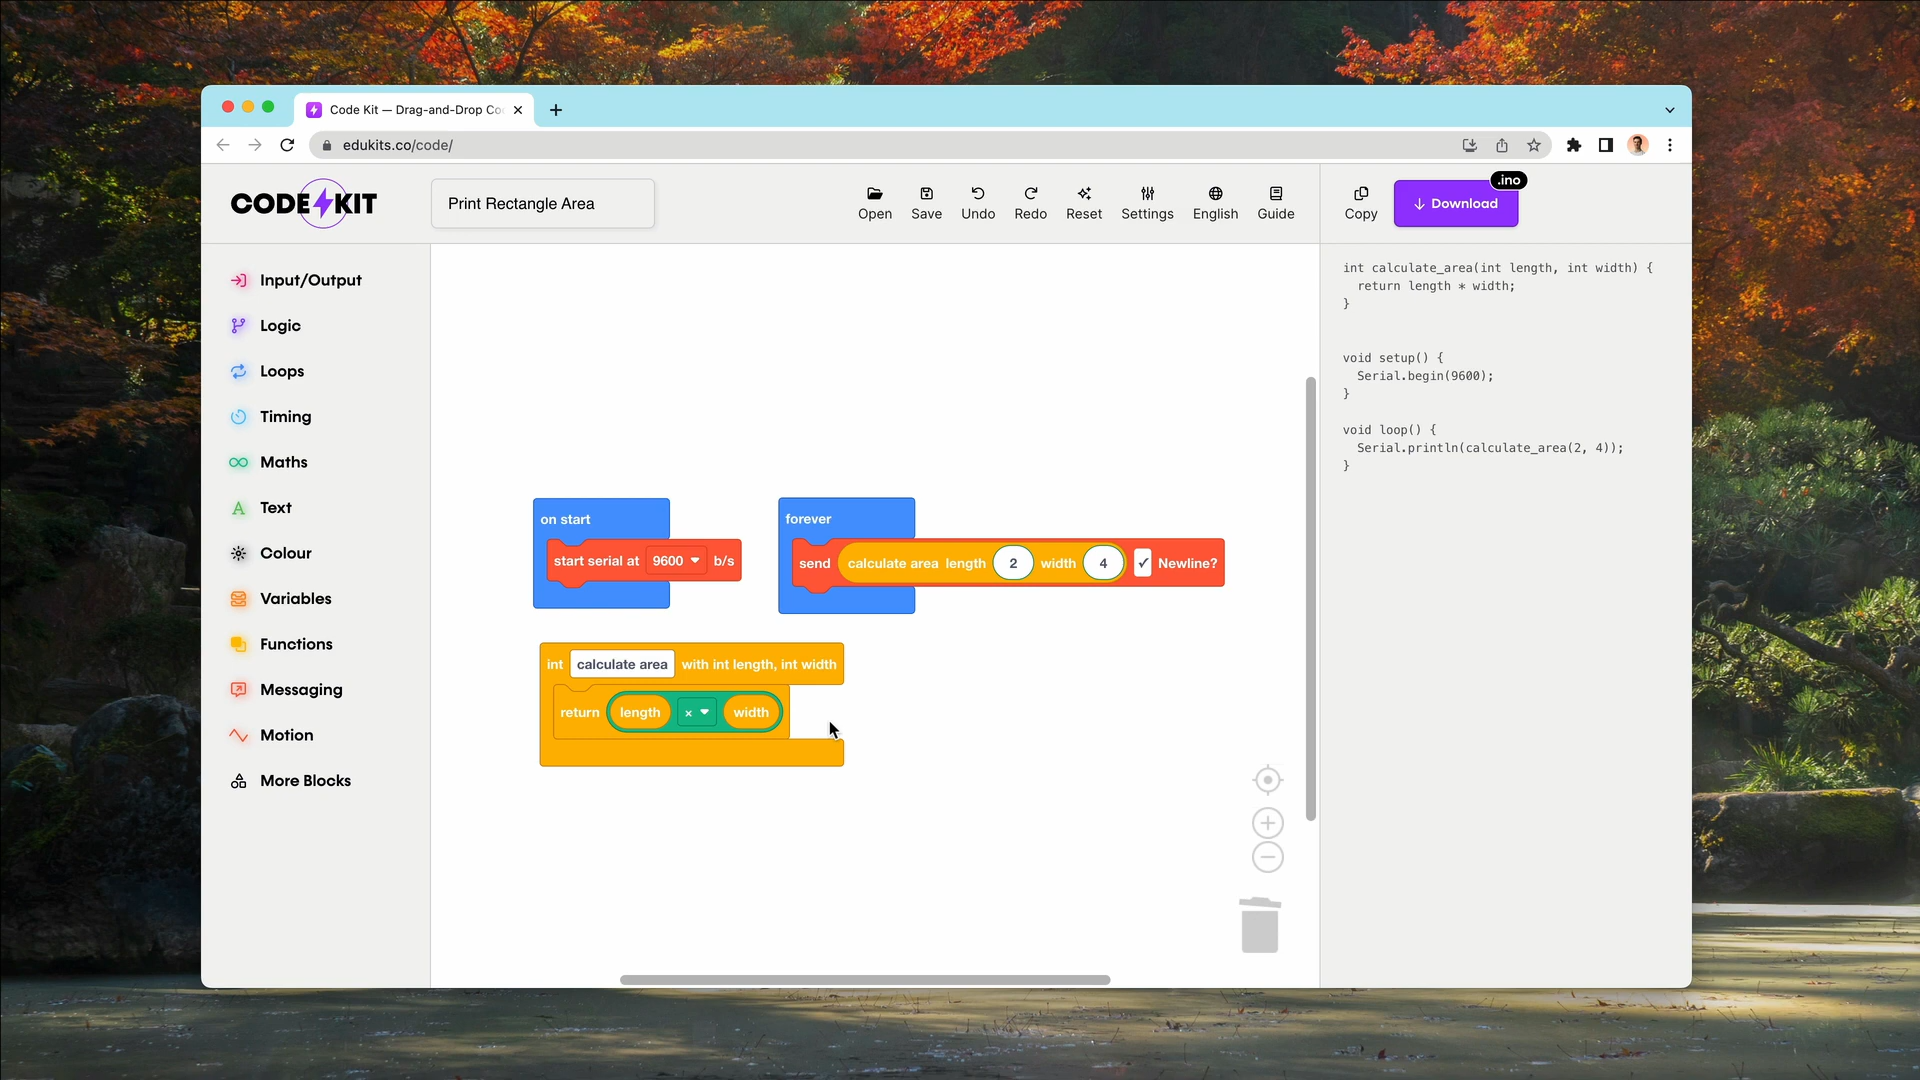 Code Kit — Drag-and-Drop Co
edukits.co/code/
CODE KIT
Print Rectangle Area
Open
Save
Undo
Redo
Reset
Settings
English
Guide
Copy
Download
.ino
Input/Output
Logic
Loops
Timing
Maths
Text
Colour
Variables
Functions
Messaging
Motion
More Blocks
on start
start serial at 9600 b/s
forever
send calculate area length 2 width 4 ✓ Newline?
int calculate area with int length, int width
return length × width
int calculate_area(int length, int width) {
return length * width;
}
void setup() {
Serial.begin(9600);
}
void loop() {
Serial.println(calculate_area(2, 4));
}